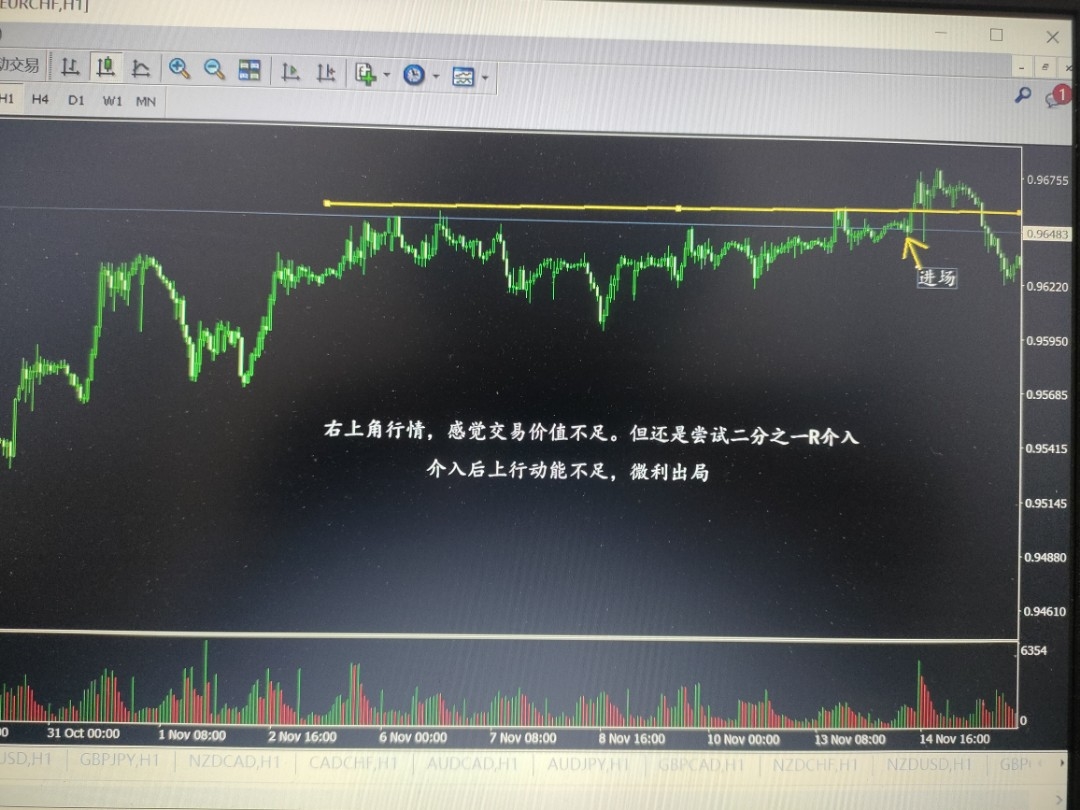 EURCHF,H1]
动交易
H1 H4 D1 W1 MN
1
0.96755
0.96483
进场
0.96220
0.95950
0.95685
右上角行情，感觉交易价值不足。但还是尝试二分之一R介入
0.95415
介入后上行动能不足，微利出局
0.95145
0.94880
0.94610
6354
0
00 31 Oct 00:00 1 Nov 08:00 2 Nov 16:00 6 Nov 00:00 7 Nov 08:00 8 Nov 16:00 10 Nov 00:00 13 Nov 08:00 14 Nov 16:00
USD,H1 GBPJPY,H1 NZDCAD,H1 CADCHF,H1 AUDCAD,H1 AUDJPY,H1 GBPCAD,H1 NZDCHF,H1 NZDUSD,H1 GBP